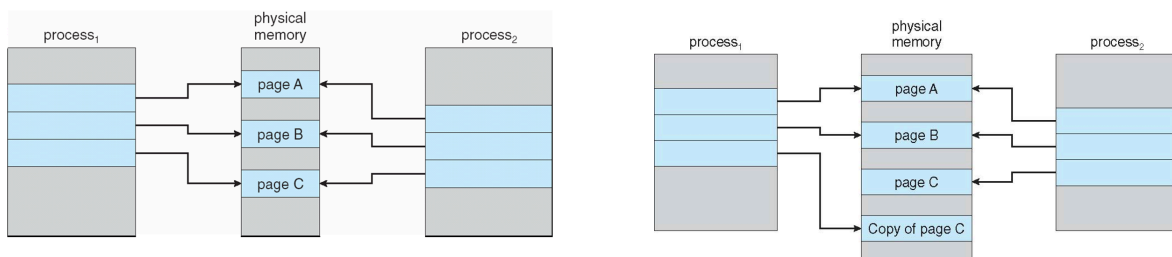 process₁
physical
memory
process₂
page A
page B
page C
process₁
physical
memory
process₂
page A
page B
page C
Copy of page C